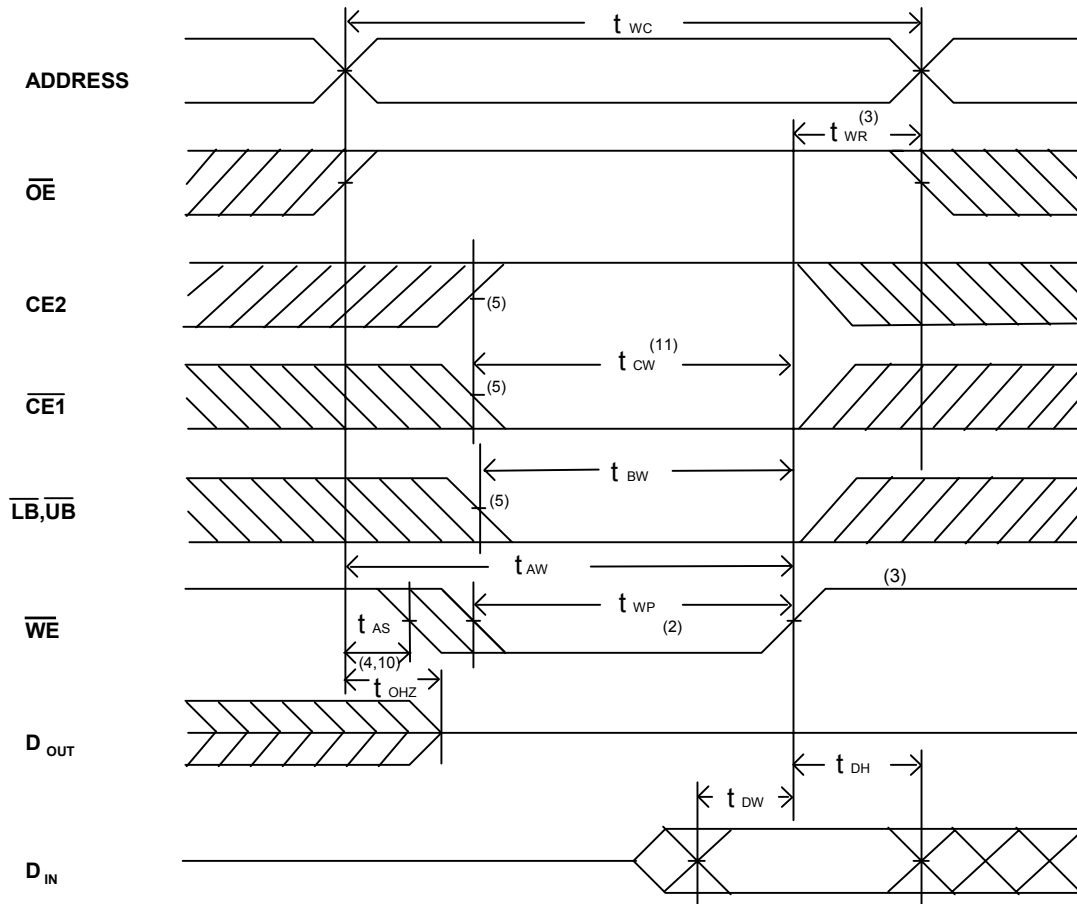 t WC
ADDRESS
t WR (3)
OE
CE2
(5)
t CW (11)
CE1
(5)
t BW
LB,UB
(5)
t AW
(3)
t WP
WE
(2)
t AS
(4,10)
t OHZ
D OUT
t DH
t DW
D IN